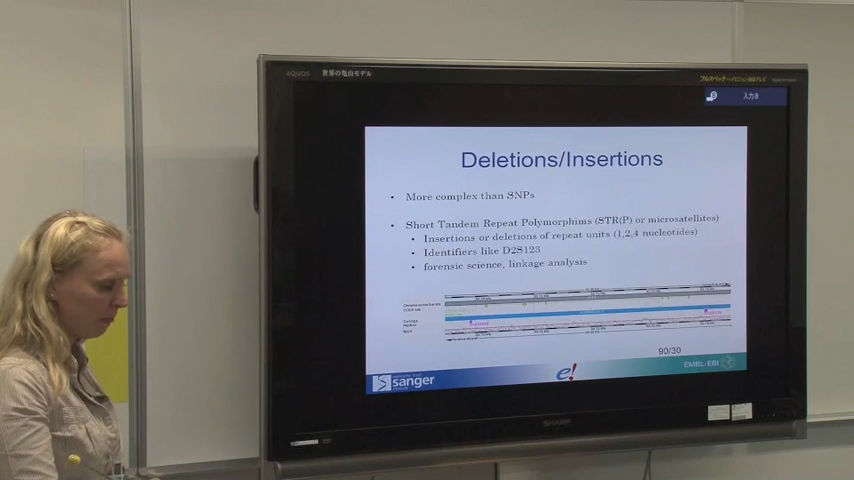 AQUOS 世界の亀山モデル
入力8
Deletions/Insertions
• More complex than SNPs
• Short Tandem Repeat Polymorphims (STR(P) or microsatellites)
• Insertions or deletions of repeat units (1,2,4 nucleotides)
• Identifiers like D2S123
• forensic science, linkage analysis
Chromosome bands
90/30
sanger
e!
EMBL-EBI
SHARP